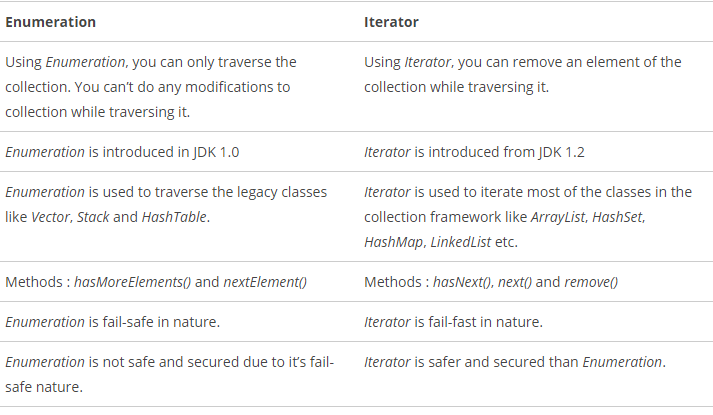 Enumeration
Iterator
Using Enumeration, you can only traverse the
collection. You can’t do any modifications to
collection while traversing it.
Using Iterator, you can remove an element of the
collection while traversing it.
Enumeration is introduced in JDK 1.0
Iterator is introduced from JDK 1.2
Enumeration is used to traverse the legacy classes
like Vector, Stack and HashTable.
Iterator is used to iterate most of the classes in the
collection framework like ArrayList, HashSet,
HashMap, LinkedList etc.
Methods : hasMoreElements() and nextElement()
Methods : hasNext(), next() and remove()
Enumeration is fail-safe in nature.
Iterator is fail-fast in nature.
Enumeration is not safe and secured due to it’s fail-
safe nature.
Iterator is safer and secured than Enumeration.